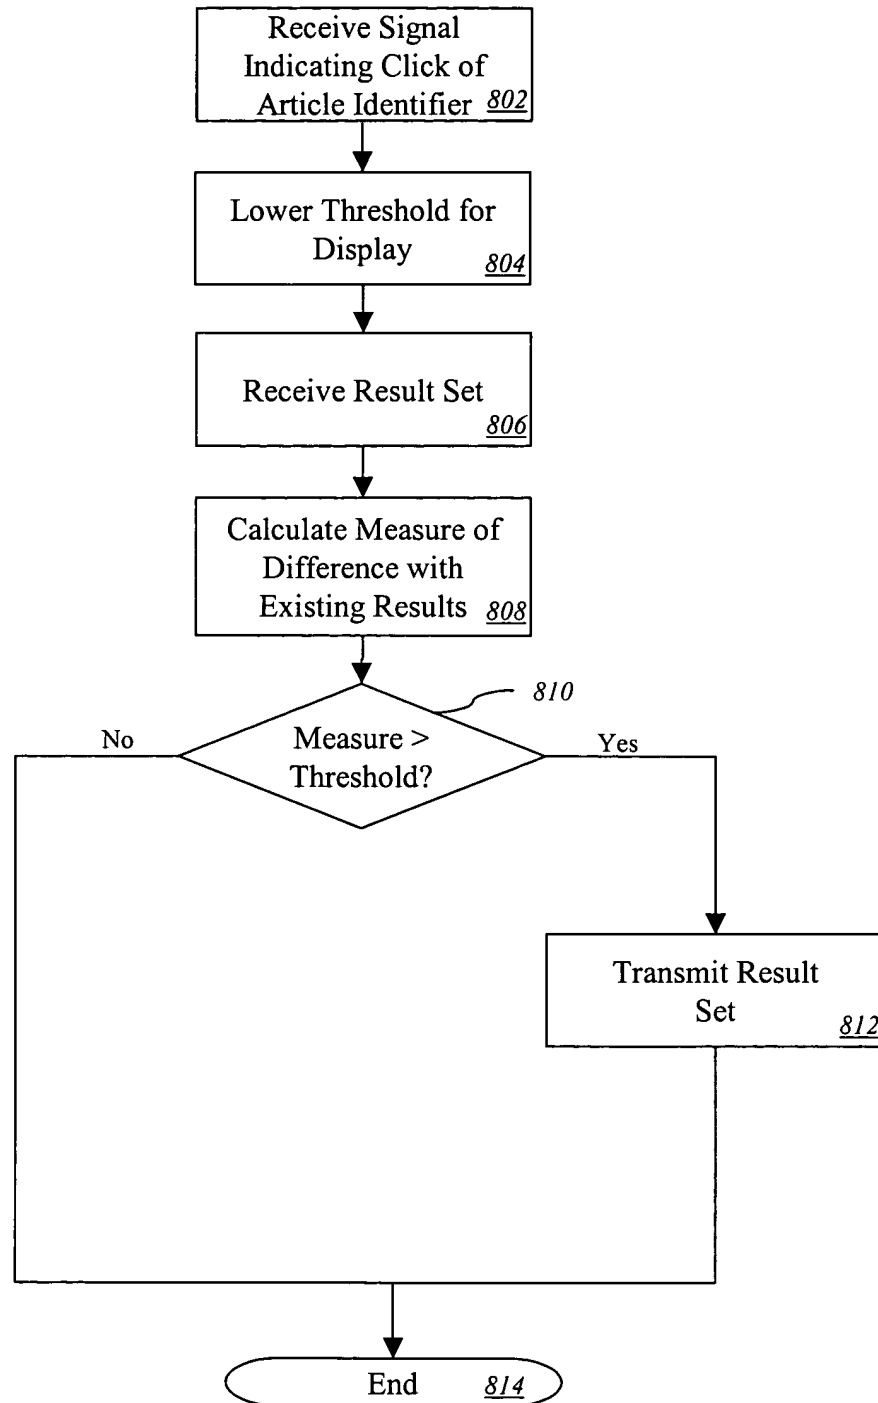 Receive Signal
Indicating Click of
Article Identifier 802
Lower Threshold for
Display
804
Receive Result Set
806
Calculate Measure of
Difference with
Existing Results 808
810
No
Measure >
Threshold?
Yes
Transmit Result
Set
812
End 814